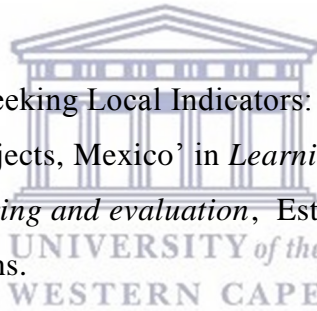 eeking Local Indicators:
jects, Mexico’ in Learni
ing and evaluation, Est
UNIVERSITY of the
ns.
WESTERN CAPE